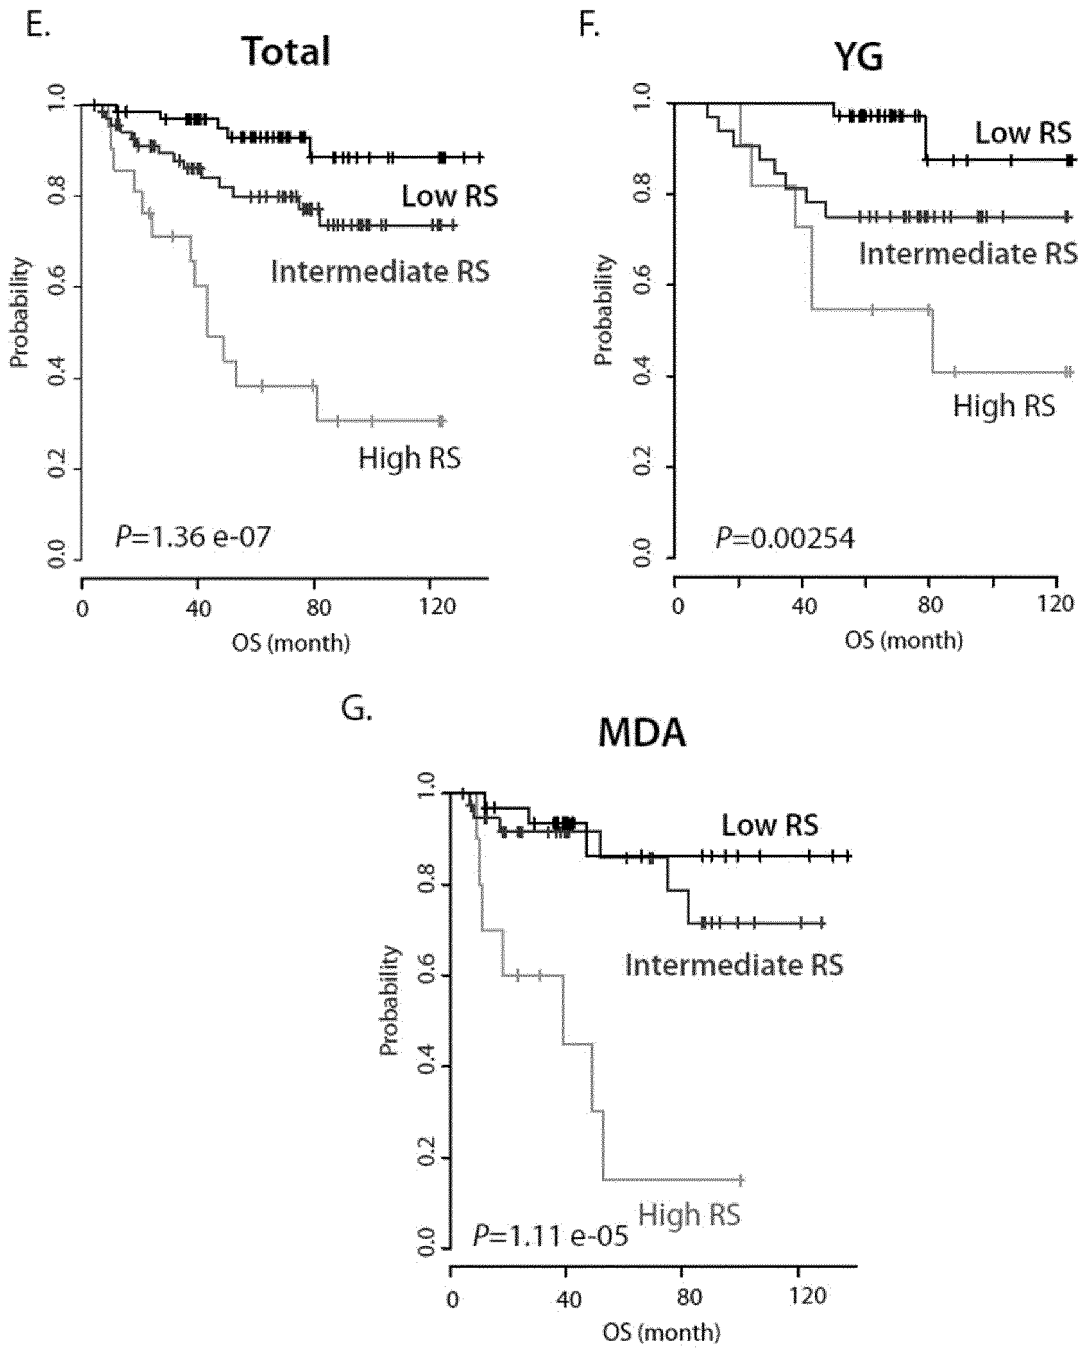 E.
Total
1.0
0.8
0.6
0.4
0.2
0.0
Probability
Low RS
Intermediate RS
High RS
P=1.36 e-07
0 40 80 120
OS (month)
F.
YG
1.0
0.8
0.6
0.4
0.2
0.0
Probability
Low RS
Intermediate RS
High RS
P=0.00254
0 40 80 120
OS (month)
G.
MDA
1.0
0.8
0.6
0.4
0.2
0.0
Probability
Low RS
Intermediate RS
High RS
P=1.11 e-05
0 40 80 120
OS (month)